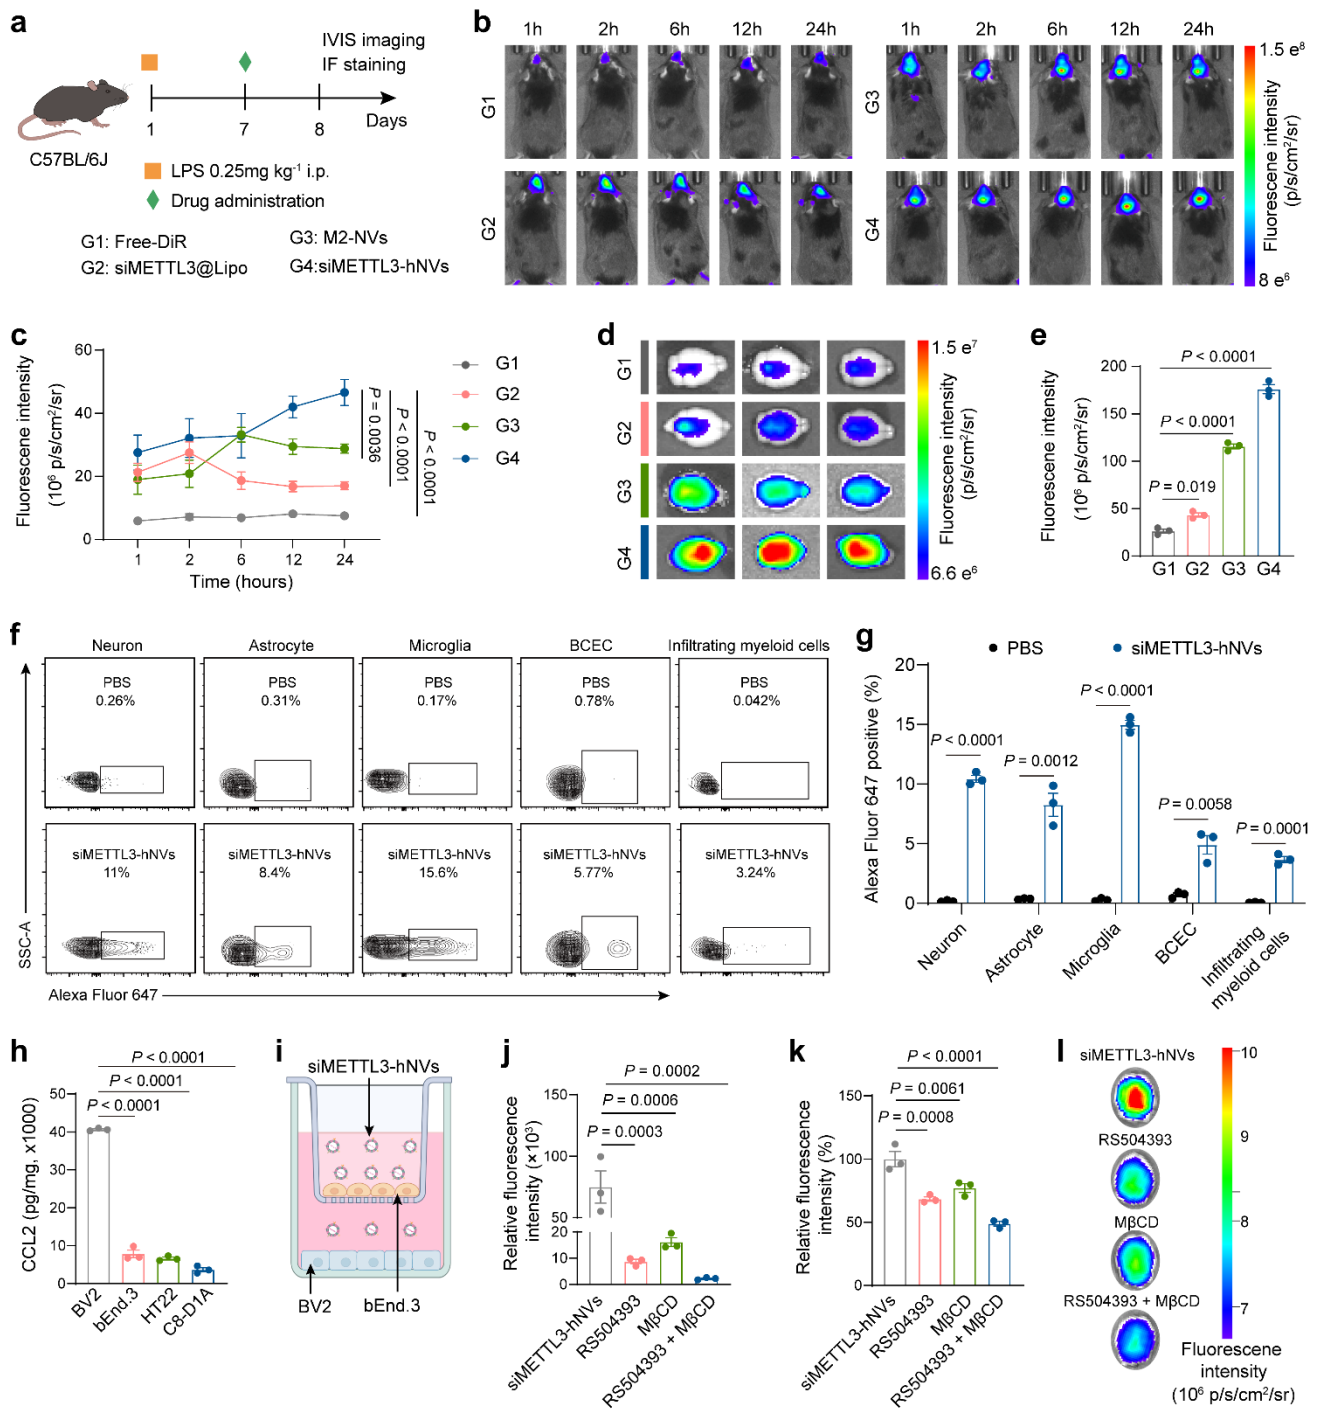 a
IVIS imaging
IF staining
1
7
8
Days
C57BL/6J
LPS 0.25mg kg⁻¹ i.p.
Drug administration
G1: Free-DiR
G3: M2-NVs
G2: siMETTL3@Lipo
G4:siMETTL3-hNVs
b
1h 2h 6h 12h 24h
1h 2h 6h 12h 24h
G1
G3
G2
G4
1.5 e⁸
Fluorescene intensity
(p/s/cm²/sr)
8 e⁶
c
Fluorescene intensity
(10⁶ p/s/cm²/sr)
60
40
20
0
1 2 6 12 24
Time (hours)
P = 0.0036
P < 0.0001
P < 0.0001
G1
G2
G3
G4
d
G1
G2
G3
G4
1.5 e⁷
Fluorescene intensity
(p/s/cm²/sr)
6.6 e⁶
e
Fluorescene intensity
(10⁶ p/s/cm²/sr)
200
150
100
50
0
P < 0.0001
P < 0.0001
P = 0.019
G1 G2 G3 G4
f
Neuron
Astrocyte
Microglia
BCEC
Infiltrating myeloid cells
PBS
0.26%
PBS
0.31%
PBS
0.17%
PBS
0.78%
PBS
0.042%
siMETTL3-hNVs
11%
siMETTL3-hNVs
8.4%
siMETTL3-hNVs
15.6%
siMETTL3-hNVs
5.77%
siMETTL3-hNVs
3.24%
SSC-A
Alexa Fluor 647
g
PBS
siMETTL3-hNVs
Alexa Fluor 647 positive (%)
20
15
10
5
0
P < 0.0001
P = 0.0012
P < 0.0001
P = 0.0058
P = 0.0001
Neuron
Astrocyte
Microglia
BCEC
Infiltrating
myeloid cells
h
CCL2 (pg/mg, x1000)
50
40
30
20
10
0
P < 0.0001
P < 0.0001
P < 0.0001
BV2
bEnd.3
HT22
C8-D1A
i
siMETTL3-hNVs
BV2
bEnd.3
j
Relative fluorescence
intensity (×10³)
150
100
50
20
10
0
P = 0.0002
P = 0.0006
P = 0.0003
siMETTL3-hNVs
RS504393
MβCD
RS504393 + MβCD
k
Relative fluorescence
intensity (%)
150
100
50
0
P < 0.0001
P = 0.0061
P = 0.0008
siMETTL3-hNVs
RS504393
MβCD
RS504393 + MβCD
l
siMETTL3-hNVs
RS504393
MβCD
RS504393 + MβCD
10
9
8
7
Fluorescene
intensity
(10⁶ p/s/cm²/sr)